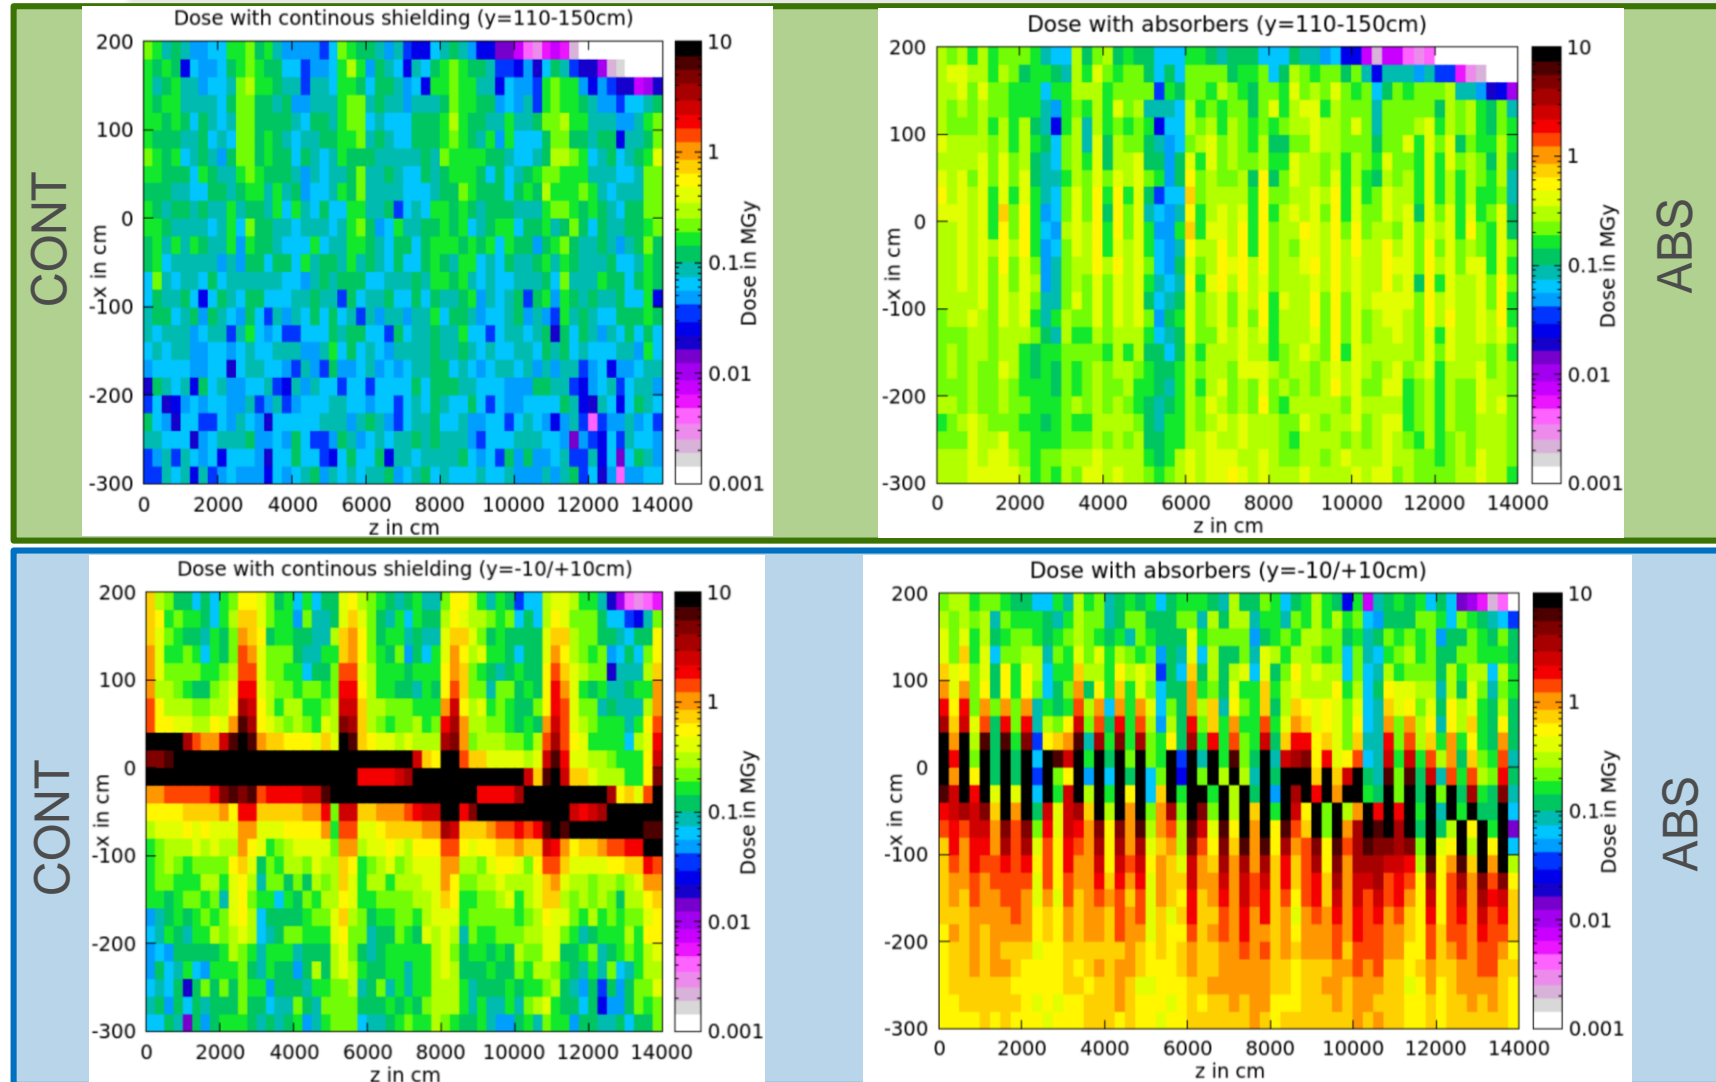 Dose with continous shielding (y=110-150cm)
Dose with absorbers (y=110-150cm)
CONT
-x in cm
200
100
0
-100
-200
-300
0 2000 4000 6000 8000 10000 12000 14000
z in cm
10
1
0.1
0.01
0.001
Dose in MGy
-x in cm
200
100
0
-100
-200
-300
0 2000 4000 6000 8000 10000 12000 14000
z in cm
10
1
0.1
0.01
0.001
Dose in MGy
ABS
Dose with continous shielding (y=-10/+10cm)
Dose with absorbers (y=-10/+10cm)
CONT
-x in cm
200
100
0
-100
-200
-300
0 2000 4000 6000 8000 10000 12000 14000
z in cm
10
1
0.1
0.01
0.001
Dose in MGy
-x in cm
200
100
0
-100
-200
-300
0 2000 4000 6000 8000 10000 12000 14000
z in cm
10
1
0.1
0.01
0.001
Dose in MGy
ABS